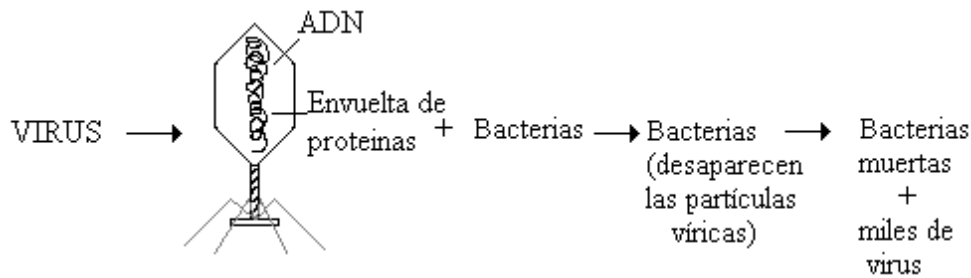 ADN
Envuelta de
proteinas
VIRUS
+
Bacterias
Bacterias
(desaparecen
las partículas
víricas)
Bacterias
muertas
+
miles de
virus